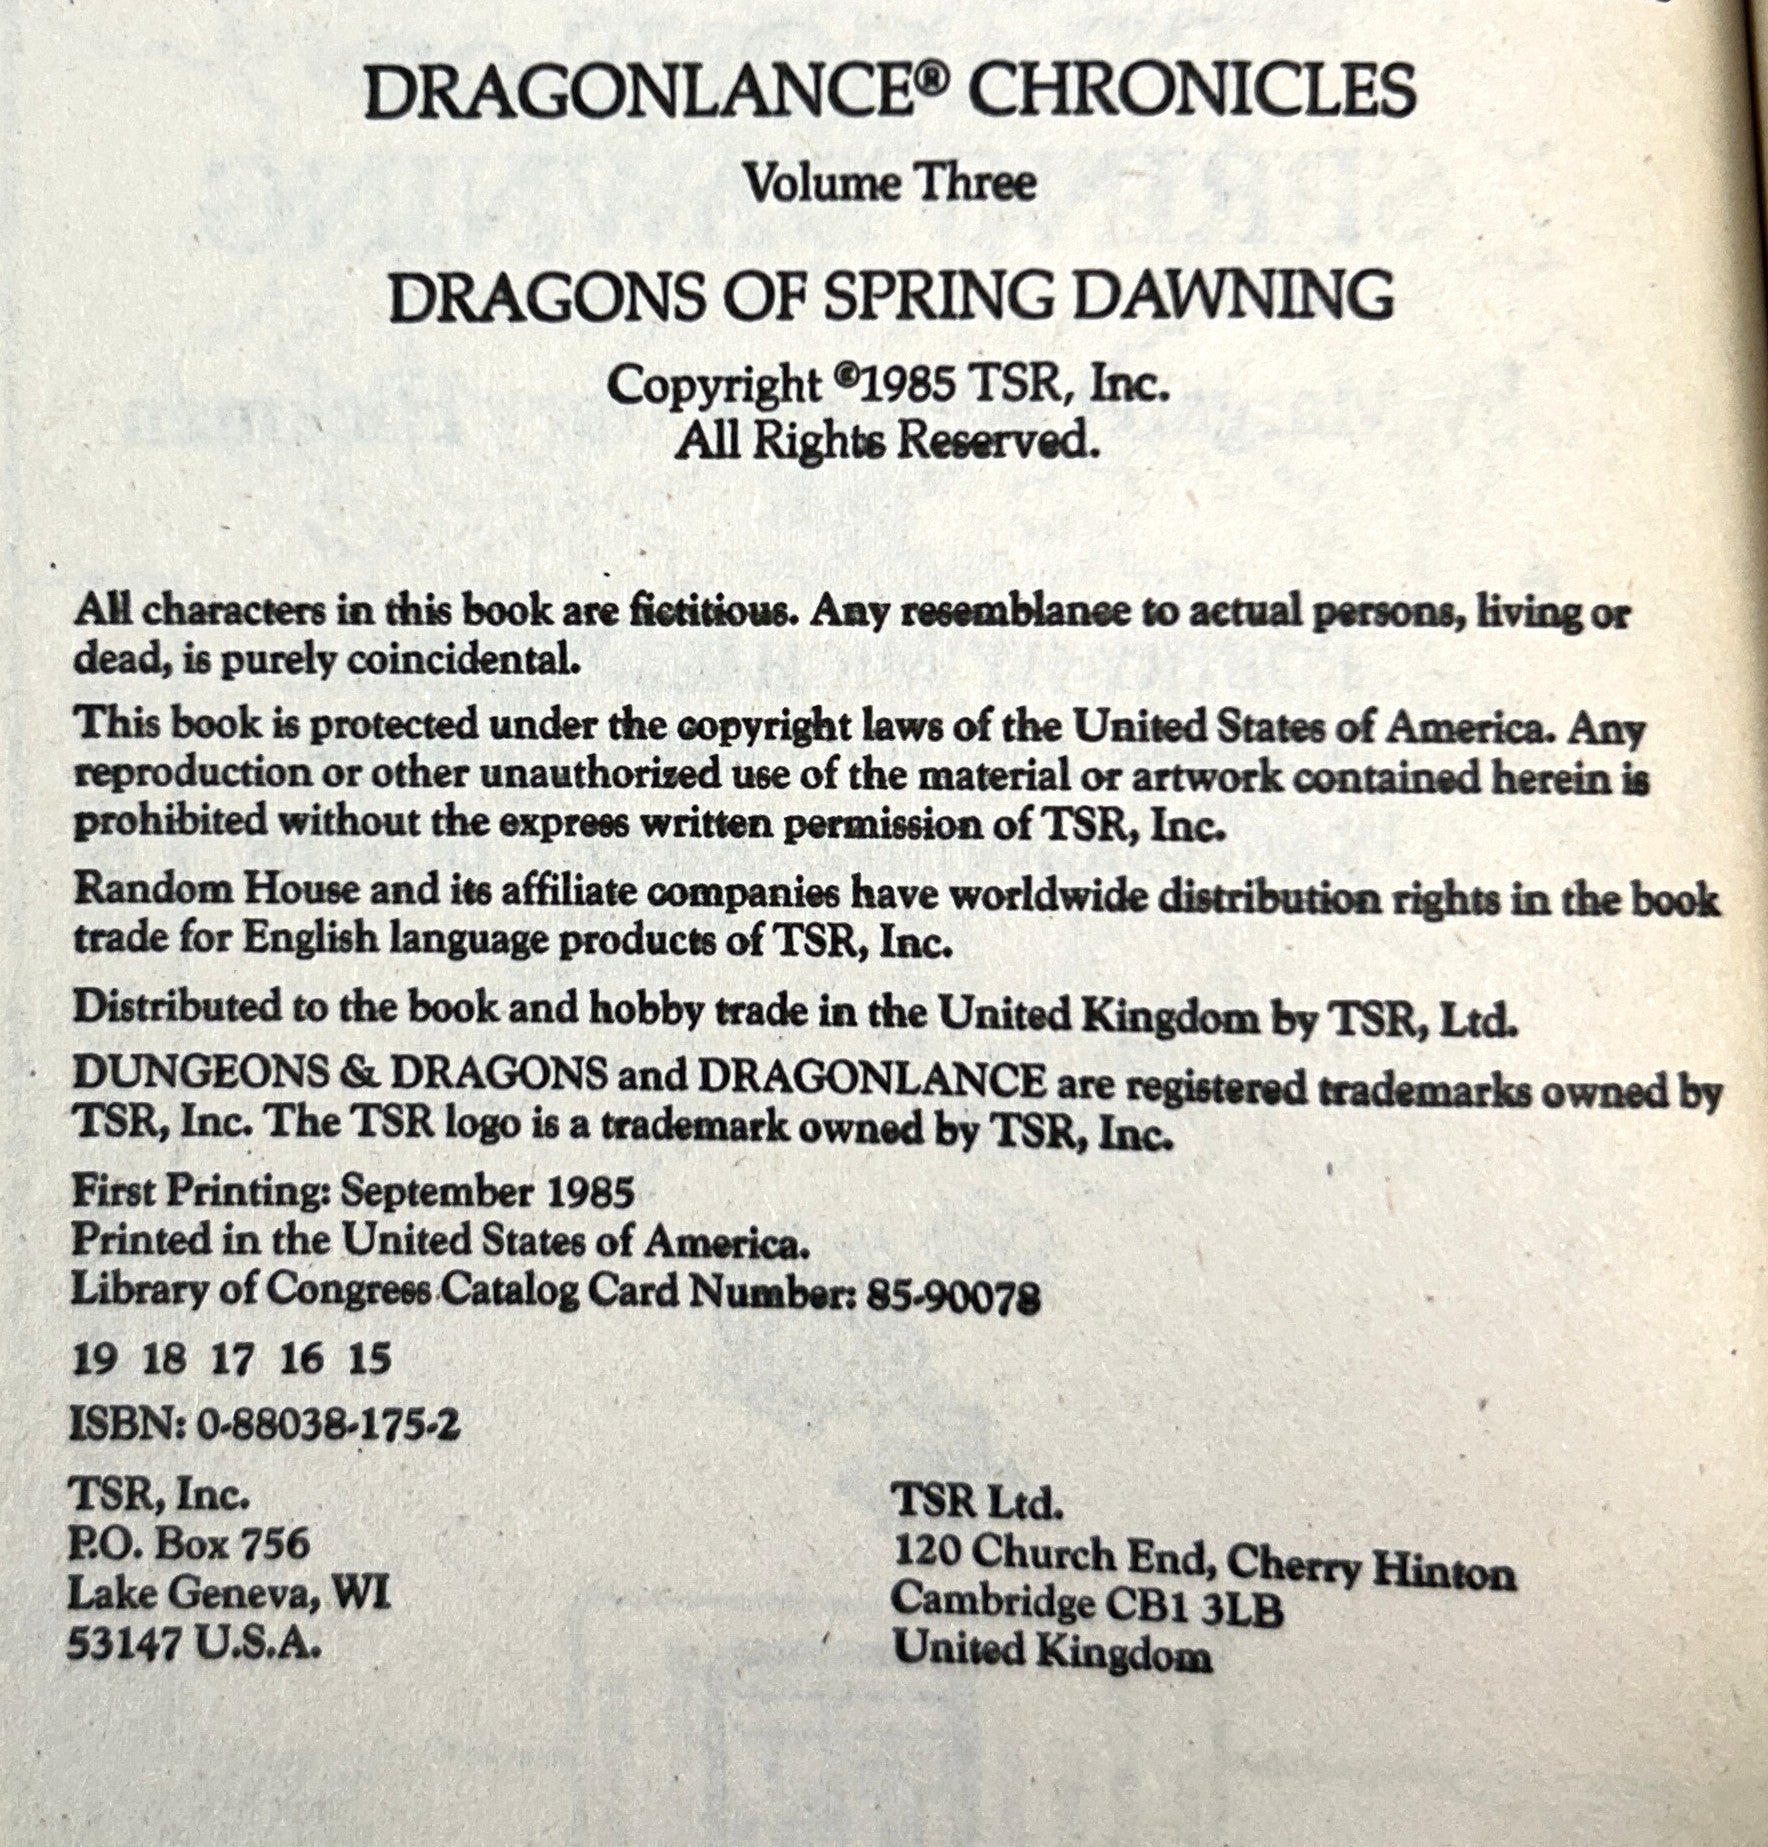 DRAGONLANCE® CHRONICLES
Volume Three
DRAGONS OF SPRING DAWNING
Copyright ©1985 TSR, Inc.
All Rights Reserved.
All characters in this book are fictitious. Any resemblance to actual persons, living or
dead, is purely coincidental.
This book is protected under the copyright laws of the United States of America. Any
reproduction or other unauthorized use of the material or artwork contained herein is
prohibited without the express written permission of TSR, Inc.
Random House and its affiliate companies have worldwide distribution rights in the book
trade for English language products of TSR, Inc.
Distributed to the book and hobby trade in the United Kingdom by TSR, Ltd.
DUNGEONS & DRAGONS and DRAGONLANCE are registered trademarks owned by
TSR, Inc. The TSR logo is a trademark owned by TSR, Inc.
First Printing: September 1985
Printed in the United States of America.
Library of Congress Catalog Card Number: 85-90078
19 18 17 16 15
ISBN: 0-88038-175-2
TSR, Inc.
P.O. Box 756
Lake Geneva, WI
53147 U.S.A.
TSR Ltd.
120 Church End, Cherry Hinton
Cambridge CB1 3LB
United Kingdom